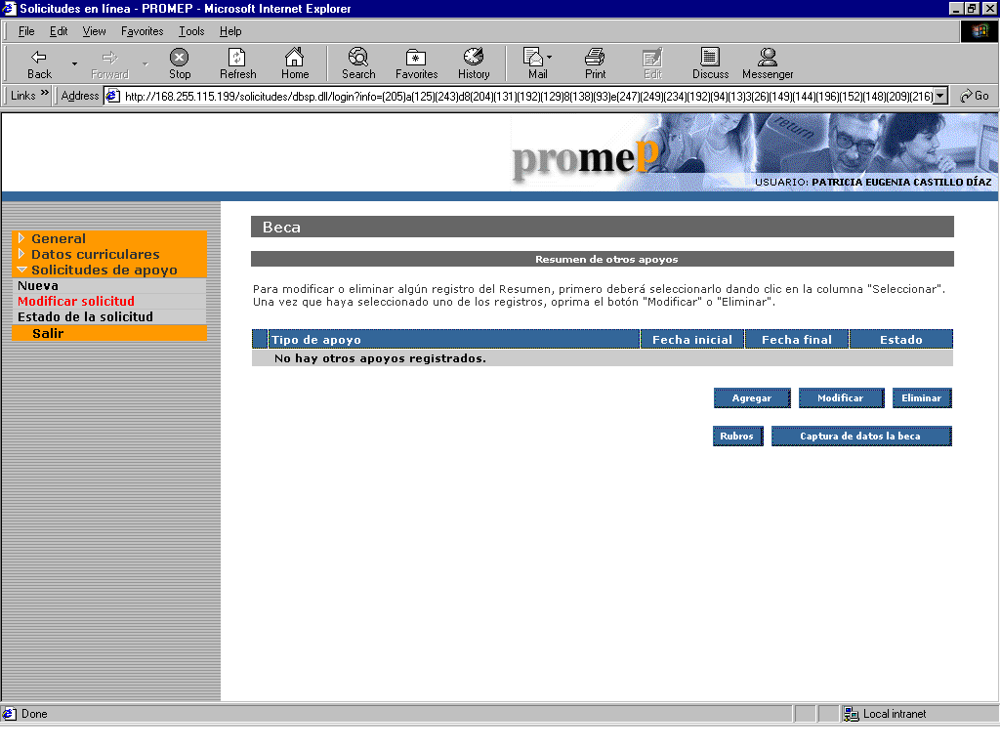 Solicitudes en línea - PROMEP - Microsoft Internet Explorer
File Edit View Favorites Tools Help
Back Forward Stop Refresh Home Search Favorites History Mail Print Edit Discuss Messenger
Links » Address http://168.255.115.199/solicitudes/dbsp.dll/login?info=(205)a(125)(243)d8(204)(131)(192)(129)8(138)(93)e(247)(249)(234)(192)(94)(13)3(26)(149)(144)(196)(152)(148)(209)(216) Go
promep
return
USUARIO: PATRICIA EUGENIA CASTILLO DÍAZ
General
Datos curriculares
Solicitudes de apoyo
Nueva
Modificar solicitud
Estado de la solicitud
Salir
Beca
Resumen de otros apoyos
Para modificar o eliminar algún registro del Resumen, primero deberá seleccionarlo dando clic en la columna "Seleccionar".
Una vez que haya seleccionado uno de los registros, oprima el botón "Modificar" o "Eliminar".
Tipo de apoyo Fecha inicial Fecha final Estado
No hay otros apoyos registrados.
Agregar Modificar Eliminar
Rubros Captura de datos la beca
Done Local intranet